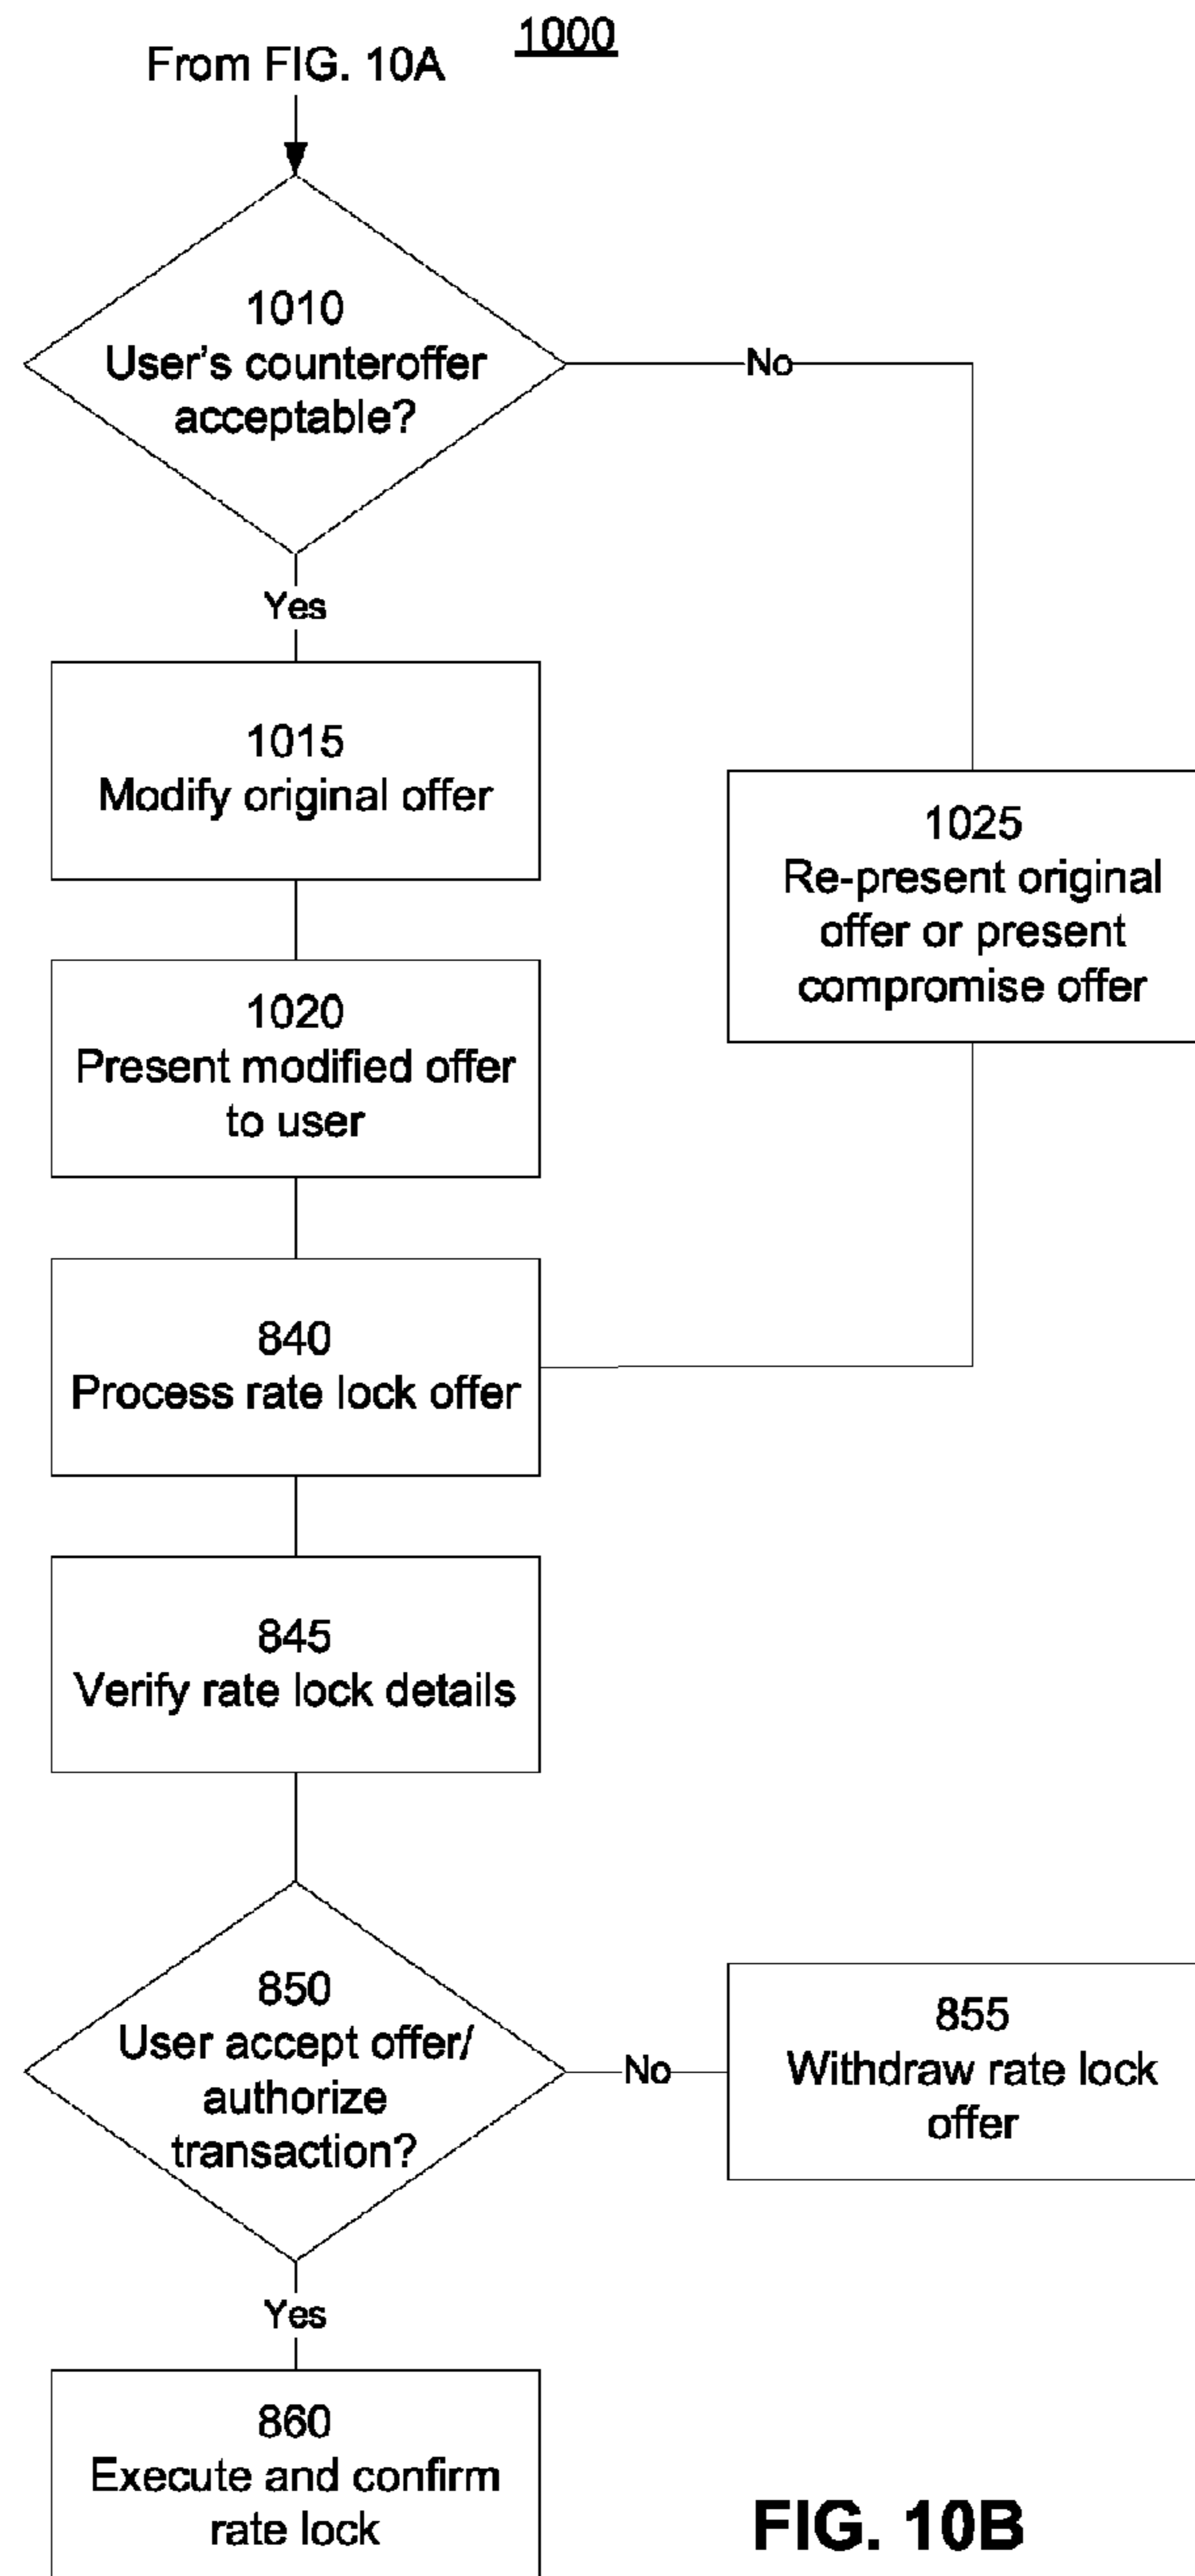 1000
From FIG. 10A
1010
User's counteroffer
acceptable?
No
Yes
1015
Modify original offer
1025
Re-present original
offer or present
compromise offer
1020
Present modified offer
to user
840
Process rate lock offer
845
Verify rate lock details
850
User accept offer/
authorize
transaction?
No
855
Withdraw rate lock
offer
Yes
860
Execute and confirm
rate lock
FIG. 10B